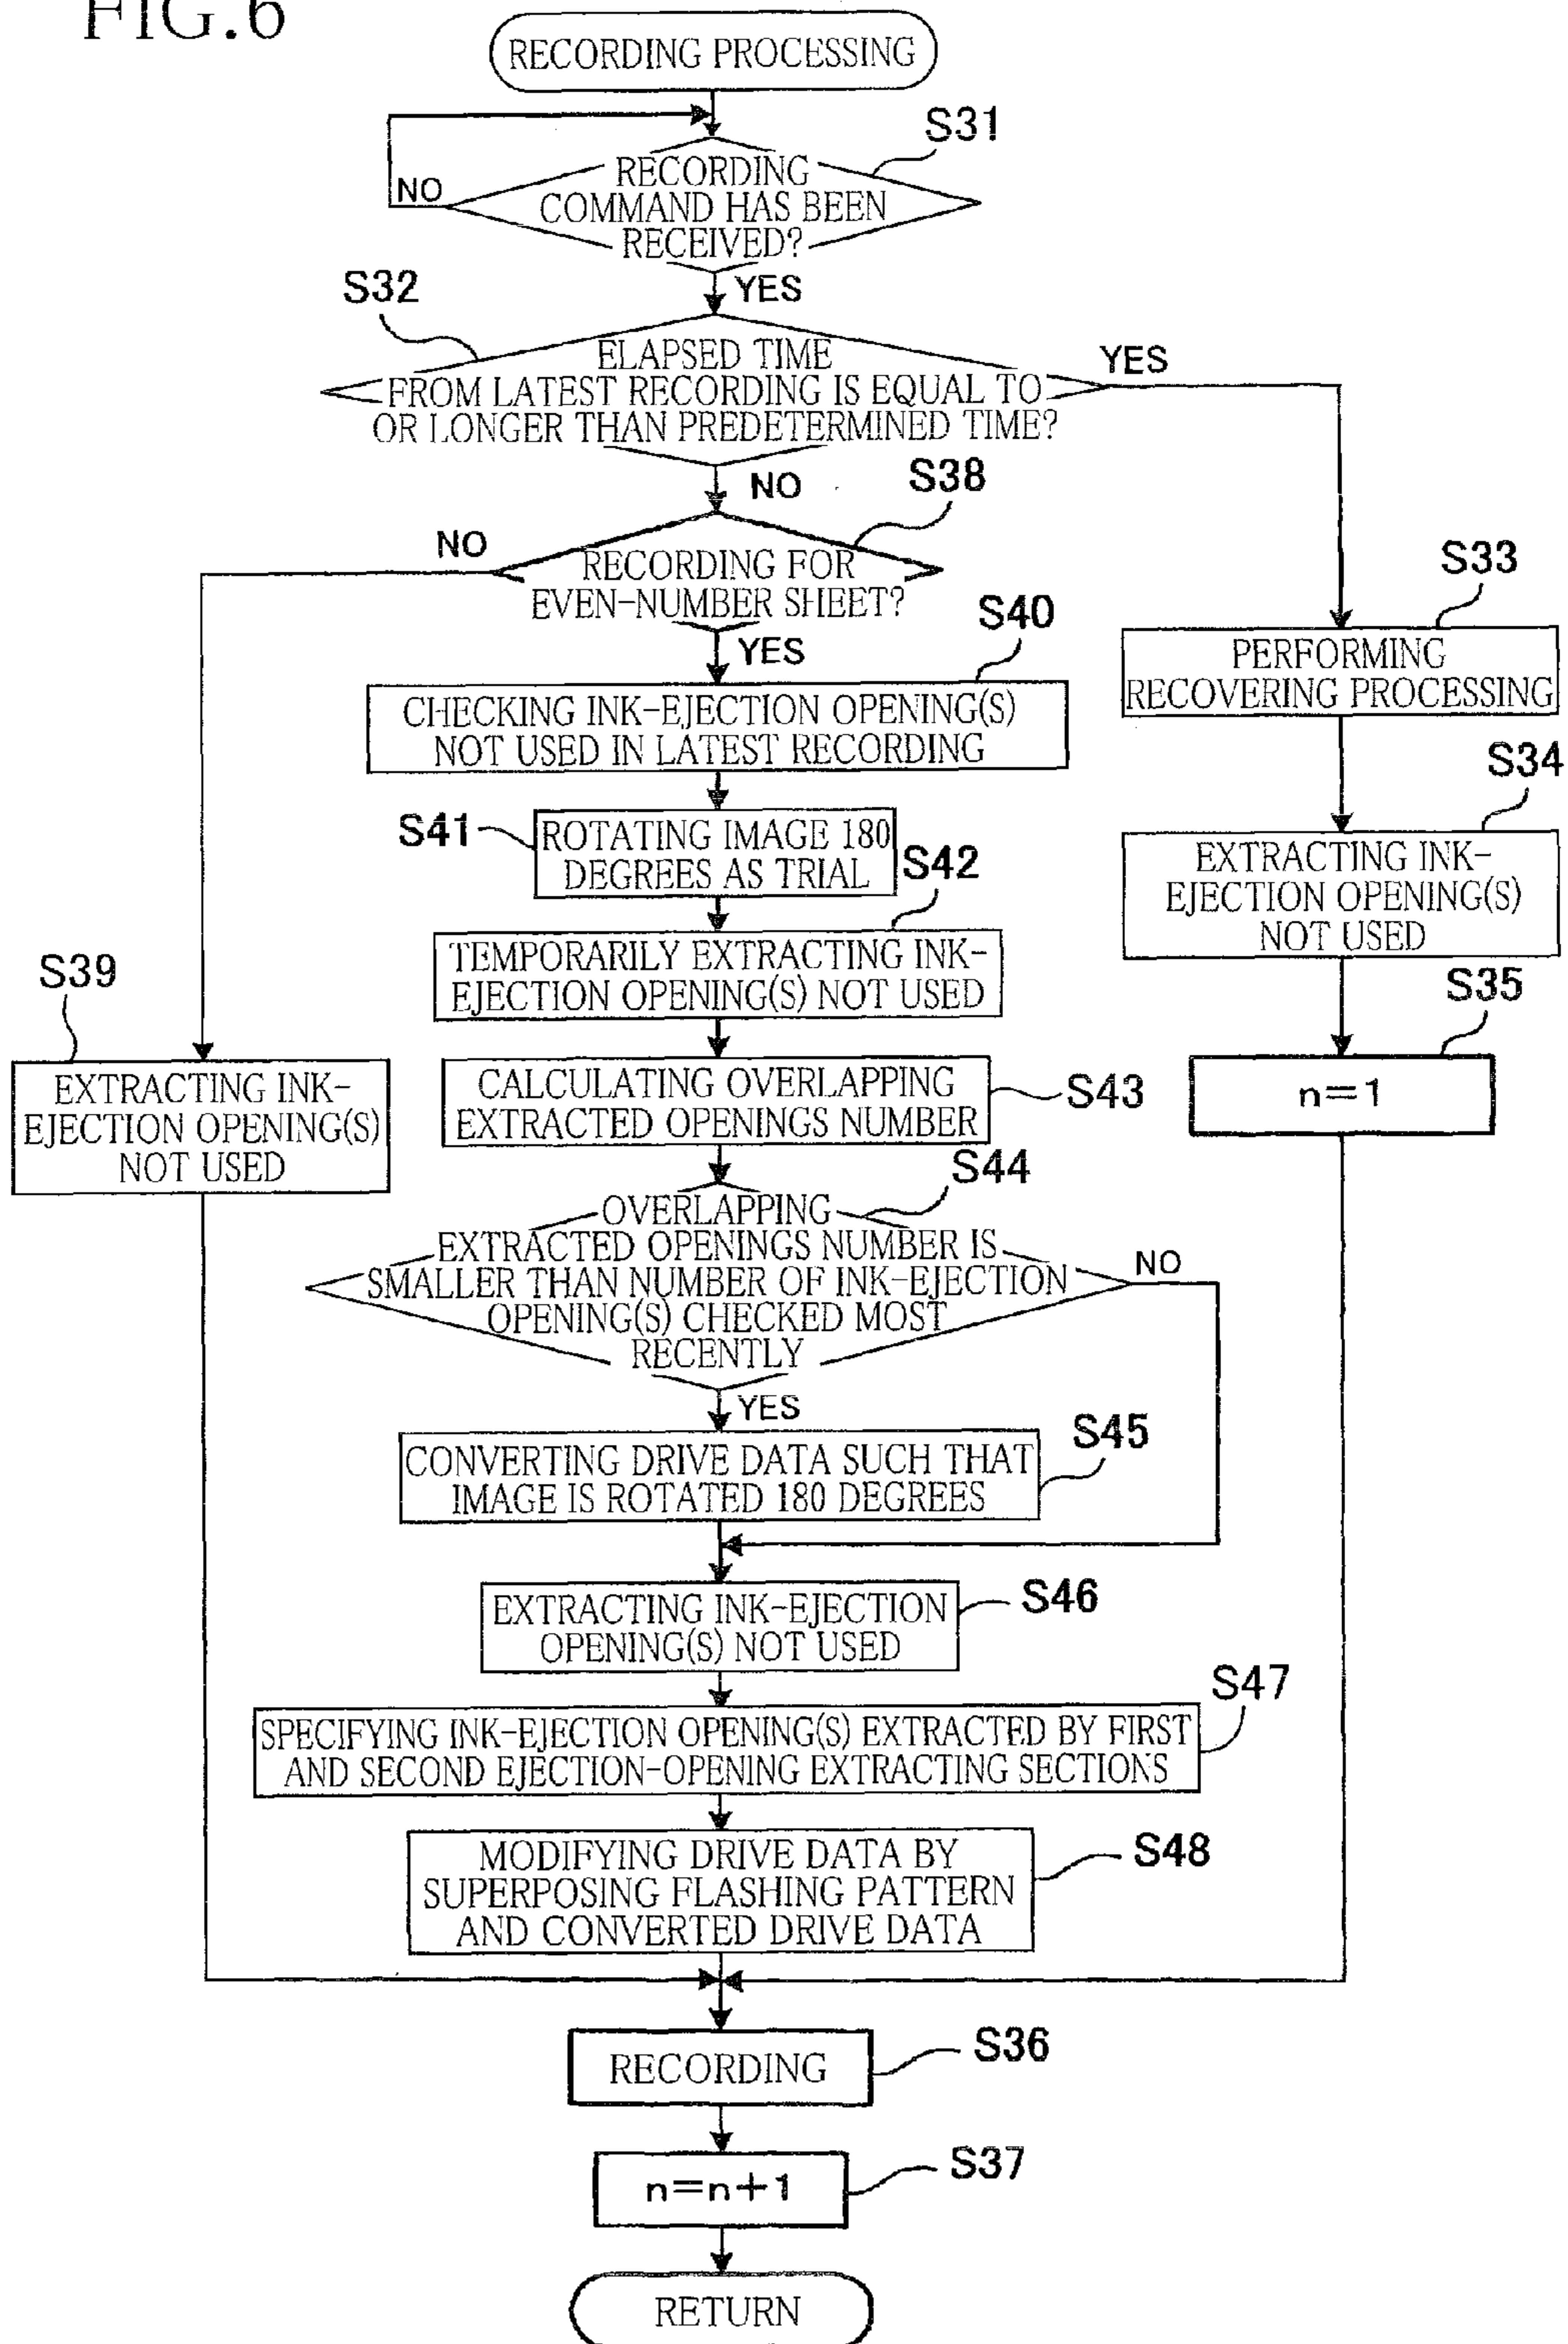 FIG.6
RECORDING PROCESSING
S31
RECORDING
COMMAND HAS BEEN
RECEIVED?
NO
YES
S32
ELAPSED TIME
FROM LATEST RECORDING IS EQUAL TO
OR LONGER THAN PREDETERMINED TIME?
YES
NO
S38
RECORDING FOR
EVEN-NUMBER SHEET?
NO
YES
S33
PERFORMING
RECOVERING PROCESSING
S40
CHECKING INK-EJECTION OPENING(S)
NOT USED IN LATEST RECORDING
S34
EXTRACTING INK-
EJECTION OPENING(S)
NOT USED
S41
ROTATING IMAGE 180
DEGREES AS TRIAL
S42
TEMPORARILY EXTRACTING INK-
EJECTION OPENING(S) NOT USED
S35
n=1
S39
EXTRACTING INK-
EJECTION OPENING(S)
NOT USED
CALCULATING OVERLAPPING
EXTRACTED OPENINGS NUMBER
S43
S44
OVERLAPPING
EXTRACTED OPENINGS NUMBER IS
SMALLER THAN NUMBER OF INK-EJECTION
OPENING(S) CHECKED MOST
RECENTLY
NO
YES
S45
CONVERTING DRIVE DATA SUCH THAT
IMAGE IS ROTATED 180 DEGREES
EXTRACTING INK-EJECTION
OPENING(S) NOT USED
S46
S47
SPECIFYING INK-EJECTION OPENING(S) EXTRACTED BY FIRST
AND SECOND EJECTION-OPENING EXTRACTING SECTIONS
MODIFYING DRIVE DATA BY
SUPERPOSING FLASHING PATTERN
AND CONVERTED DRIVE DATA
S48
RECORDING
S36
n=n+1
S37
RETURN